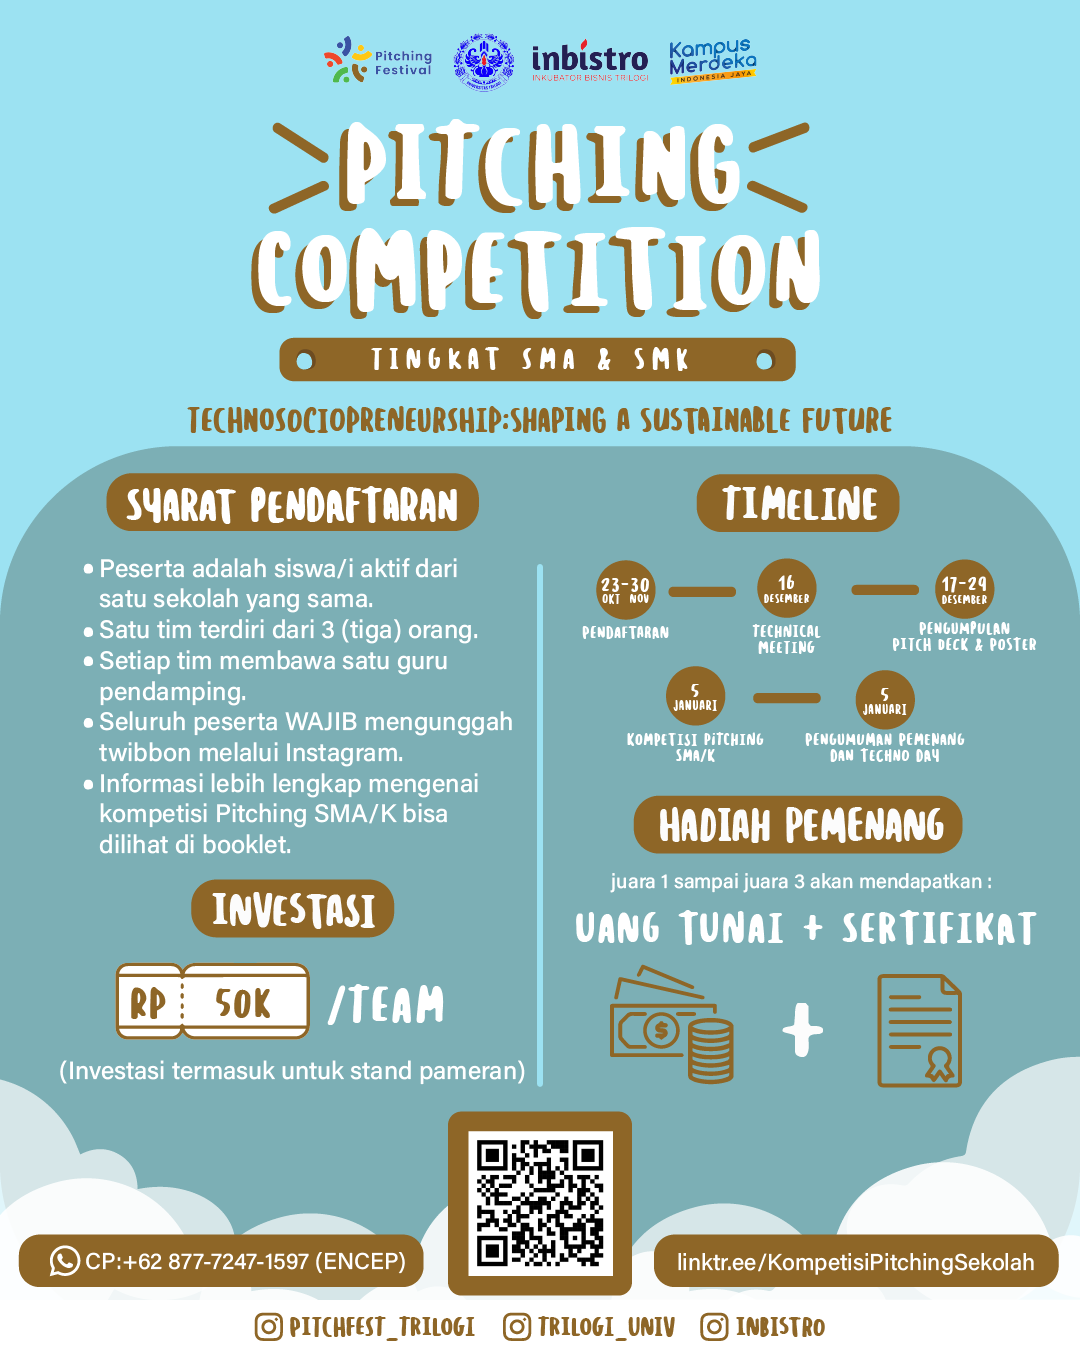 Pitching
Festival
UNIVERSITAS TRILOGI
inbistro
INKUBATOR BISNIS TRILOGI
Kampus
Merdeka
INDONESIA JAYA
PITCHING
COMPETITION
TINGKAT SMA & SMK
TECHNOSOCIOPRENEURSHIP:SHAPING A SUSTAINABLE FUTURE
SYARAT PENDAFTARAN
• Peserta adalah siswa/i aktif dari
satu sekolah yang sama.
• Satu tim terdiri dari 3 (tiga) orang.
• Setiap tim membawa satu guru
pendamping.
• Seluruh peserta WAJIB mengunggah
twibbon melalui Instagram.
• Informasi lebih lengkap mengenai
kompetisi Pitching SMA/K bisa
dilihat di booklet.
INVESTASI
RP 50K /TEAM
(Investasi termasuk untuk stand pameran)
TIMELINE
23-30
OKT NOV
PENDAFTARAN
16
DESEMBER
TECHNICAL
MEETING
17-29
DESEMBER
PENGUMPULAN
PITCH DECK & POSTER
5
JANUARI
KOMPETISI PITCHING
SMA/K
5
JANUARI
PENGUMUMAN PEMENANG
DAN TECHNO DAY
HADIAH PEMENANG
juara 1 sampai juara 3 akan mendapatkan :
UANG TUNAI + SERTIFIKAT
$
+
CP:+62 877-7247-1597 (ENCEP)
linktr.ee/KompetisiPitchingSekolah
PITCHFEST_TRILOGI
TRILOGI_UNIV
INBISTRO